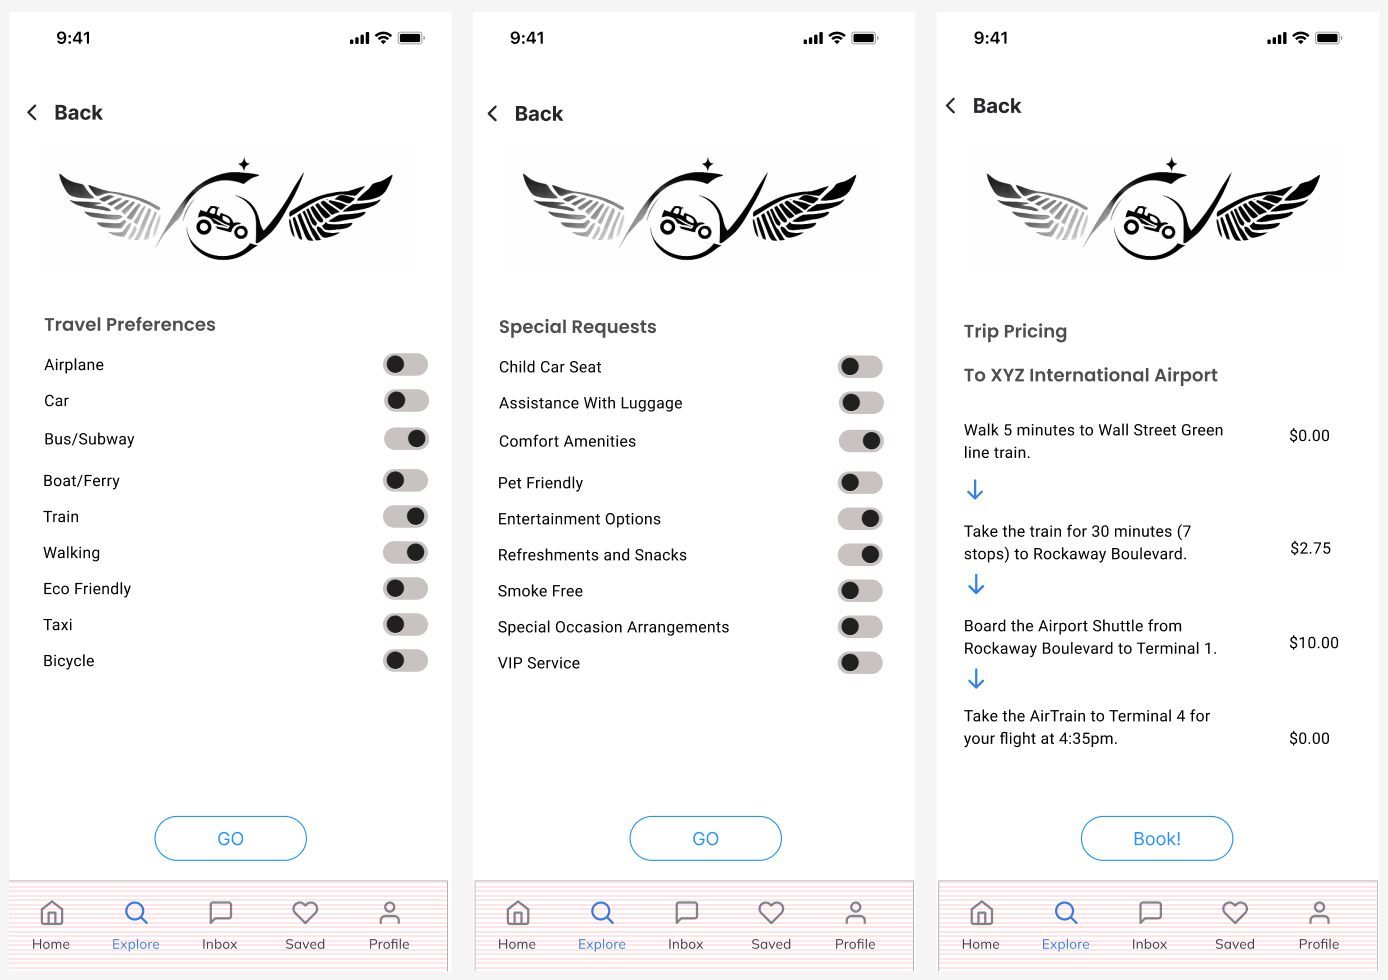 9:41
Back
Travel Preferences
Airplane
Car
Bus/Subway
Boat/Ferry
Train
Walking
Eco Friendly
Taxi
Bicycle
GO
Home Explore Inbox Saved Profile
9:41
Back
Special Requests
Child Car Seat
Assistance With Luggage
Comfort Amenities
Pet Friendly
Entertainment Options
Refreshments and Snacks
Smoke Free
Special Occasion Arrangements
VIP Service
GO
Home Explore Inbox Saved Profile
9:41
Back
Trip Pricing
To XYZ International Airport
Walk 5 minutes to Wall Street Green
line train.
$0.00
Take the train for 30 minutes (7
stops) to Rockaway Boulevard.
$2.75
Board the Airport Shuttle from
Rockaway Boulevard to Terminal 1.
$10.00
Take the AirTrain to Terminal 4 for
your flight at 4:35pm.
$0.00
Book!
Home Explore Inbox Saved Profile